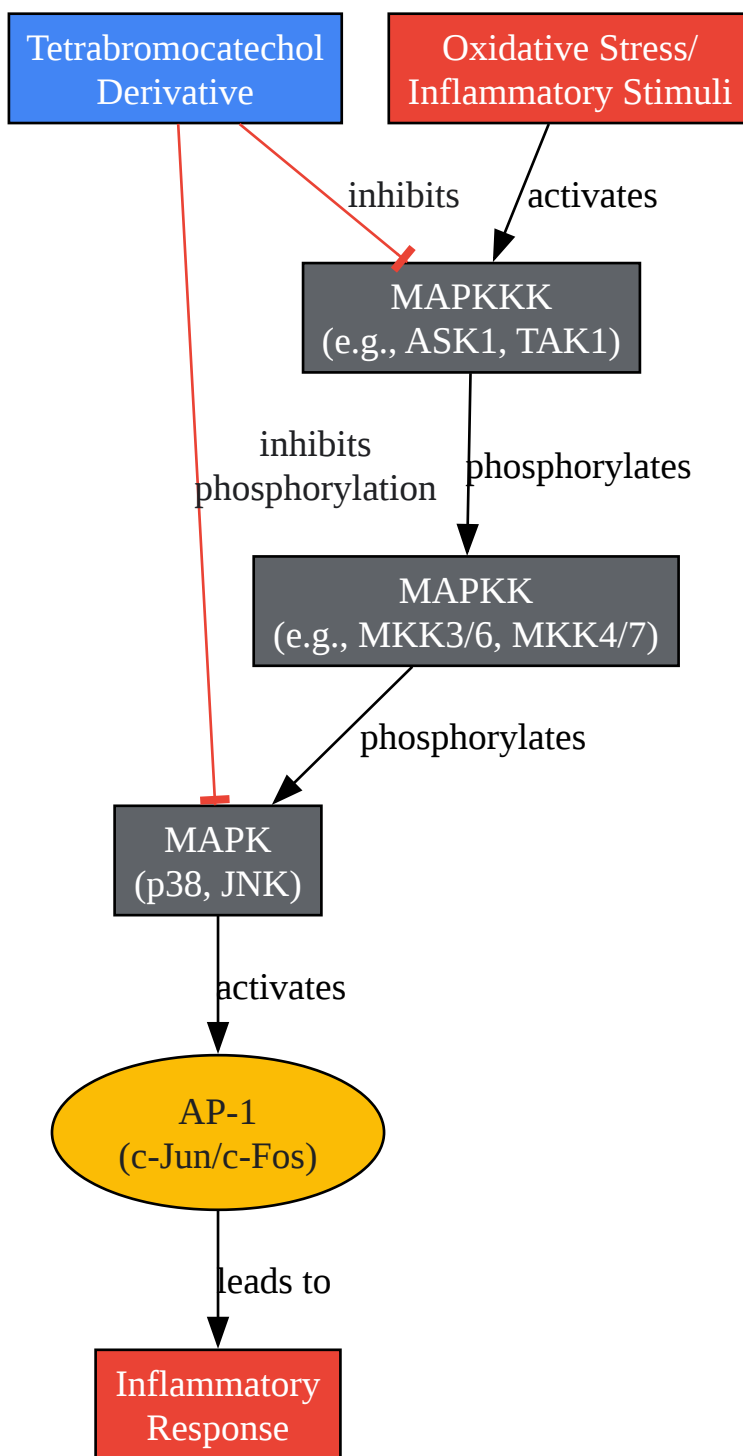 Tetrabromocatechol
Derivative
Oxidative Stress/
Inflammatory Stimuli
inhibits
activates
MAPKKK
(e.g., ASK1, TAK1)
inhibits
phosphorylation
phosphorylates
MAPKK
(e.g., MKK3/6, MKK4/7)
phosphorylates
MAPK
(p38, JNK)
activates
AP-1
(c-Jun/c-Fos)
leads to
Inflammatory
Response